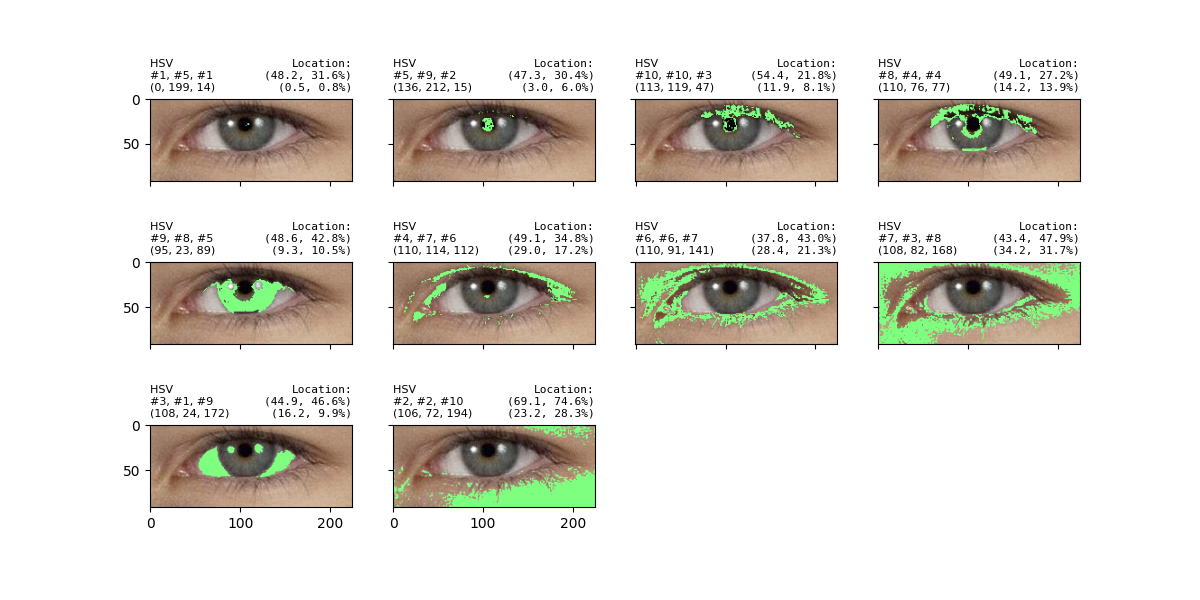 HSV Location:
#1, #5, #1 (48.2, 31.6%)
(0, 199, 14) (0.5, 0.8%)
HSV Location:
#5, #9, #2 (47.3, 30.4%)
(136, 212, 15) (3.0, 6.0%)
HSV Location:
#10, #10, #3 (54.4, 21.8%)
(113, 119, 47) (11.9, 8.1%)
HSV Location:
#8, #4, #4 (49.1, 27.2%)
(110, 76, 77) (14.2, 13.9%)
0
50
HSV Location:
#9, #8, #5 (48.6, 42.8%)
(95, 23, 89) (9.3, 10.5%)
HSV Location:
#4, #7, #6 (49.1, 34.8%)
(110, 114, 112) (29.0, 17.2%)
HSV Location:
#6, #6, #7 (37.8, 43.0%)
(110, 91, 141) (28.4, 21.3%)
HSV Location:
#7, #3, #8 (43.4, 47.9%)
(108, 82, 168) (34.2, 31.7%)
0
50
HSV Location:
#3, #1, #9 (44.9, 46.6%)
(108, 24, 172) (16.2, 9.9%)
HSV Location:
#2, #2, #10 (69.1, 74.6%)
(106, 72, 194) (23.2, 28.3%)
0
50
0 100 200
0 100 200